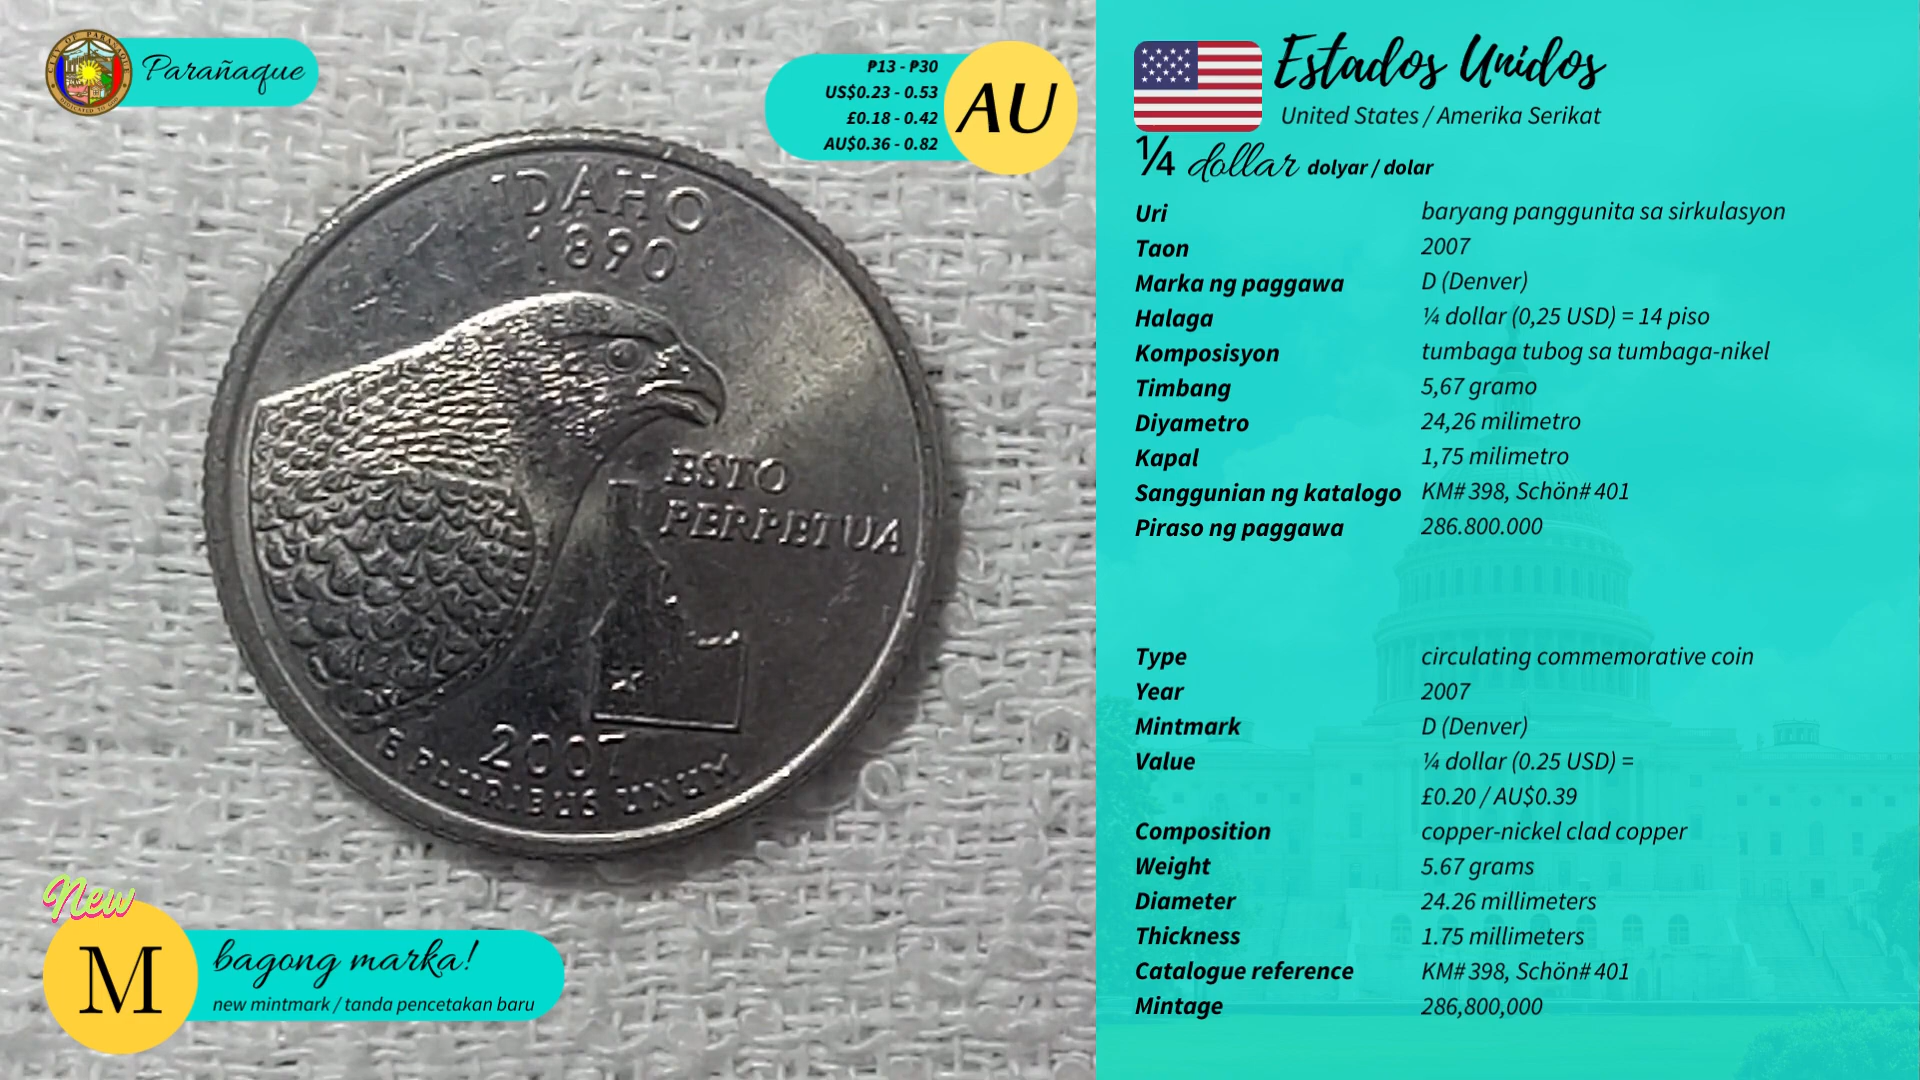 CITY OF PARAÑAQUE
Parañaque
₱13 - ₱30
US$0.23 - 0.53
£0.18 - 0.42
AU$0.36 - 0.82
AU
IDAHO
1890
ESTO
PERPETUA
2007
E PLURIBUS UNUM
New
M
bagong marka!
new mintmark / tanda pencetakan baru
Estados Unidos
United States / Amerika Serikat
¼ dollar dolyar / dolar
Uri baryang panggunita sa sirkulasyon
Taon 2007
Marka ng paggawa D (Denver)
Halaga ¼ dollar (0,25 USD) = 14 piso
Komposisyon tumbaga tubog sa tumbaga-nikel
Timbang 5,67 gramo
Diyametro 24,26 milimetro
Kapal 1,75 milimetro
Sanggunian ng katalogo KM# 398, Schön# 401
Piraso ng paggawa 286.800.000
Type circulating commemorative coin
Year 2007
Mintmark D (Denver)
Value ¼ dollar (0.25 USD) =
£0.20 / AU$0.39
Composition copper-nickel clad copper
Weight 5.67 grams
Diameter 24.26 millimeters
Thickness 1.75 millimeters
Catalogue reference KM# 398, Schön# 401
Mintage 286,800,000